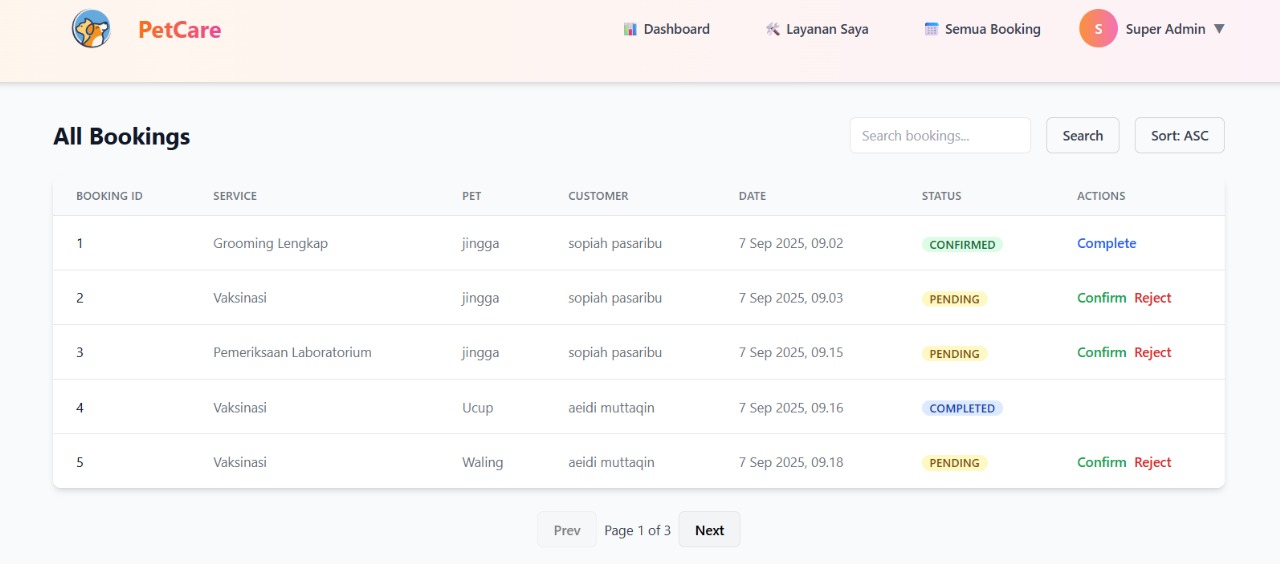 PetCare 📊 Dashboard 🛠 Layanan Saya 📅 Semua Booking S Super Admin ▼
All Bookings Search bookings... Search Sort: ASC
BOOKING ID SERVICE PET CUSTOMER DATE STATUS ACTIONS
1 Grooming Lengkap jingga sopiah pasaribu 7 Sep 2025, 09.02 CONFIRMED Complete
2 Vaksinasi jingga sopiah pasaribu 7 Sep 2025, 09.03 PENDING Confirm Reject
3 Pemeriksaan Laboratorium jingga sopiah pasaribu 7 Sep 2025, 09.15 PENDING Confirm Reject
4 Vaksinasi Ucup aeidi muttaqin 7 Sep 2025, 09.16 COMPLETED
5 Vaksinasi Waling aeidi muttaqin 7 Sep 2025, 09.18 PENDING Confirm Reject
Prev Page 1 of 3 Next